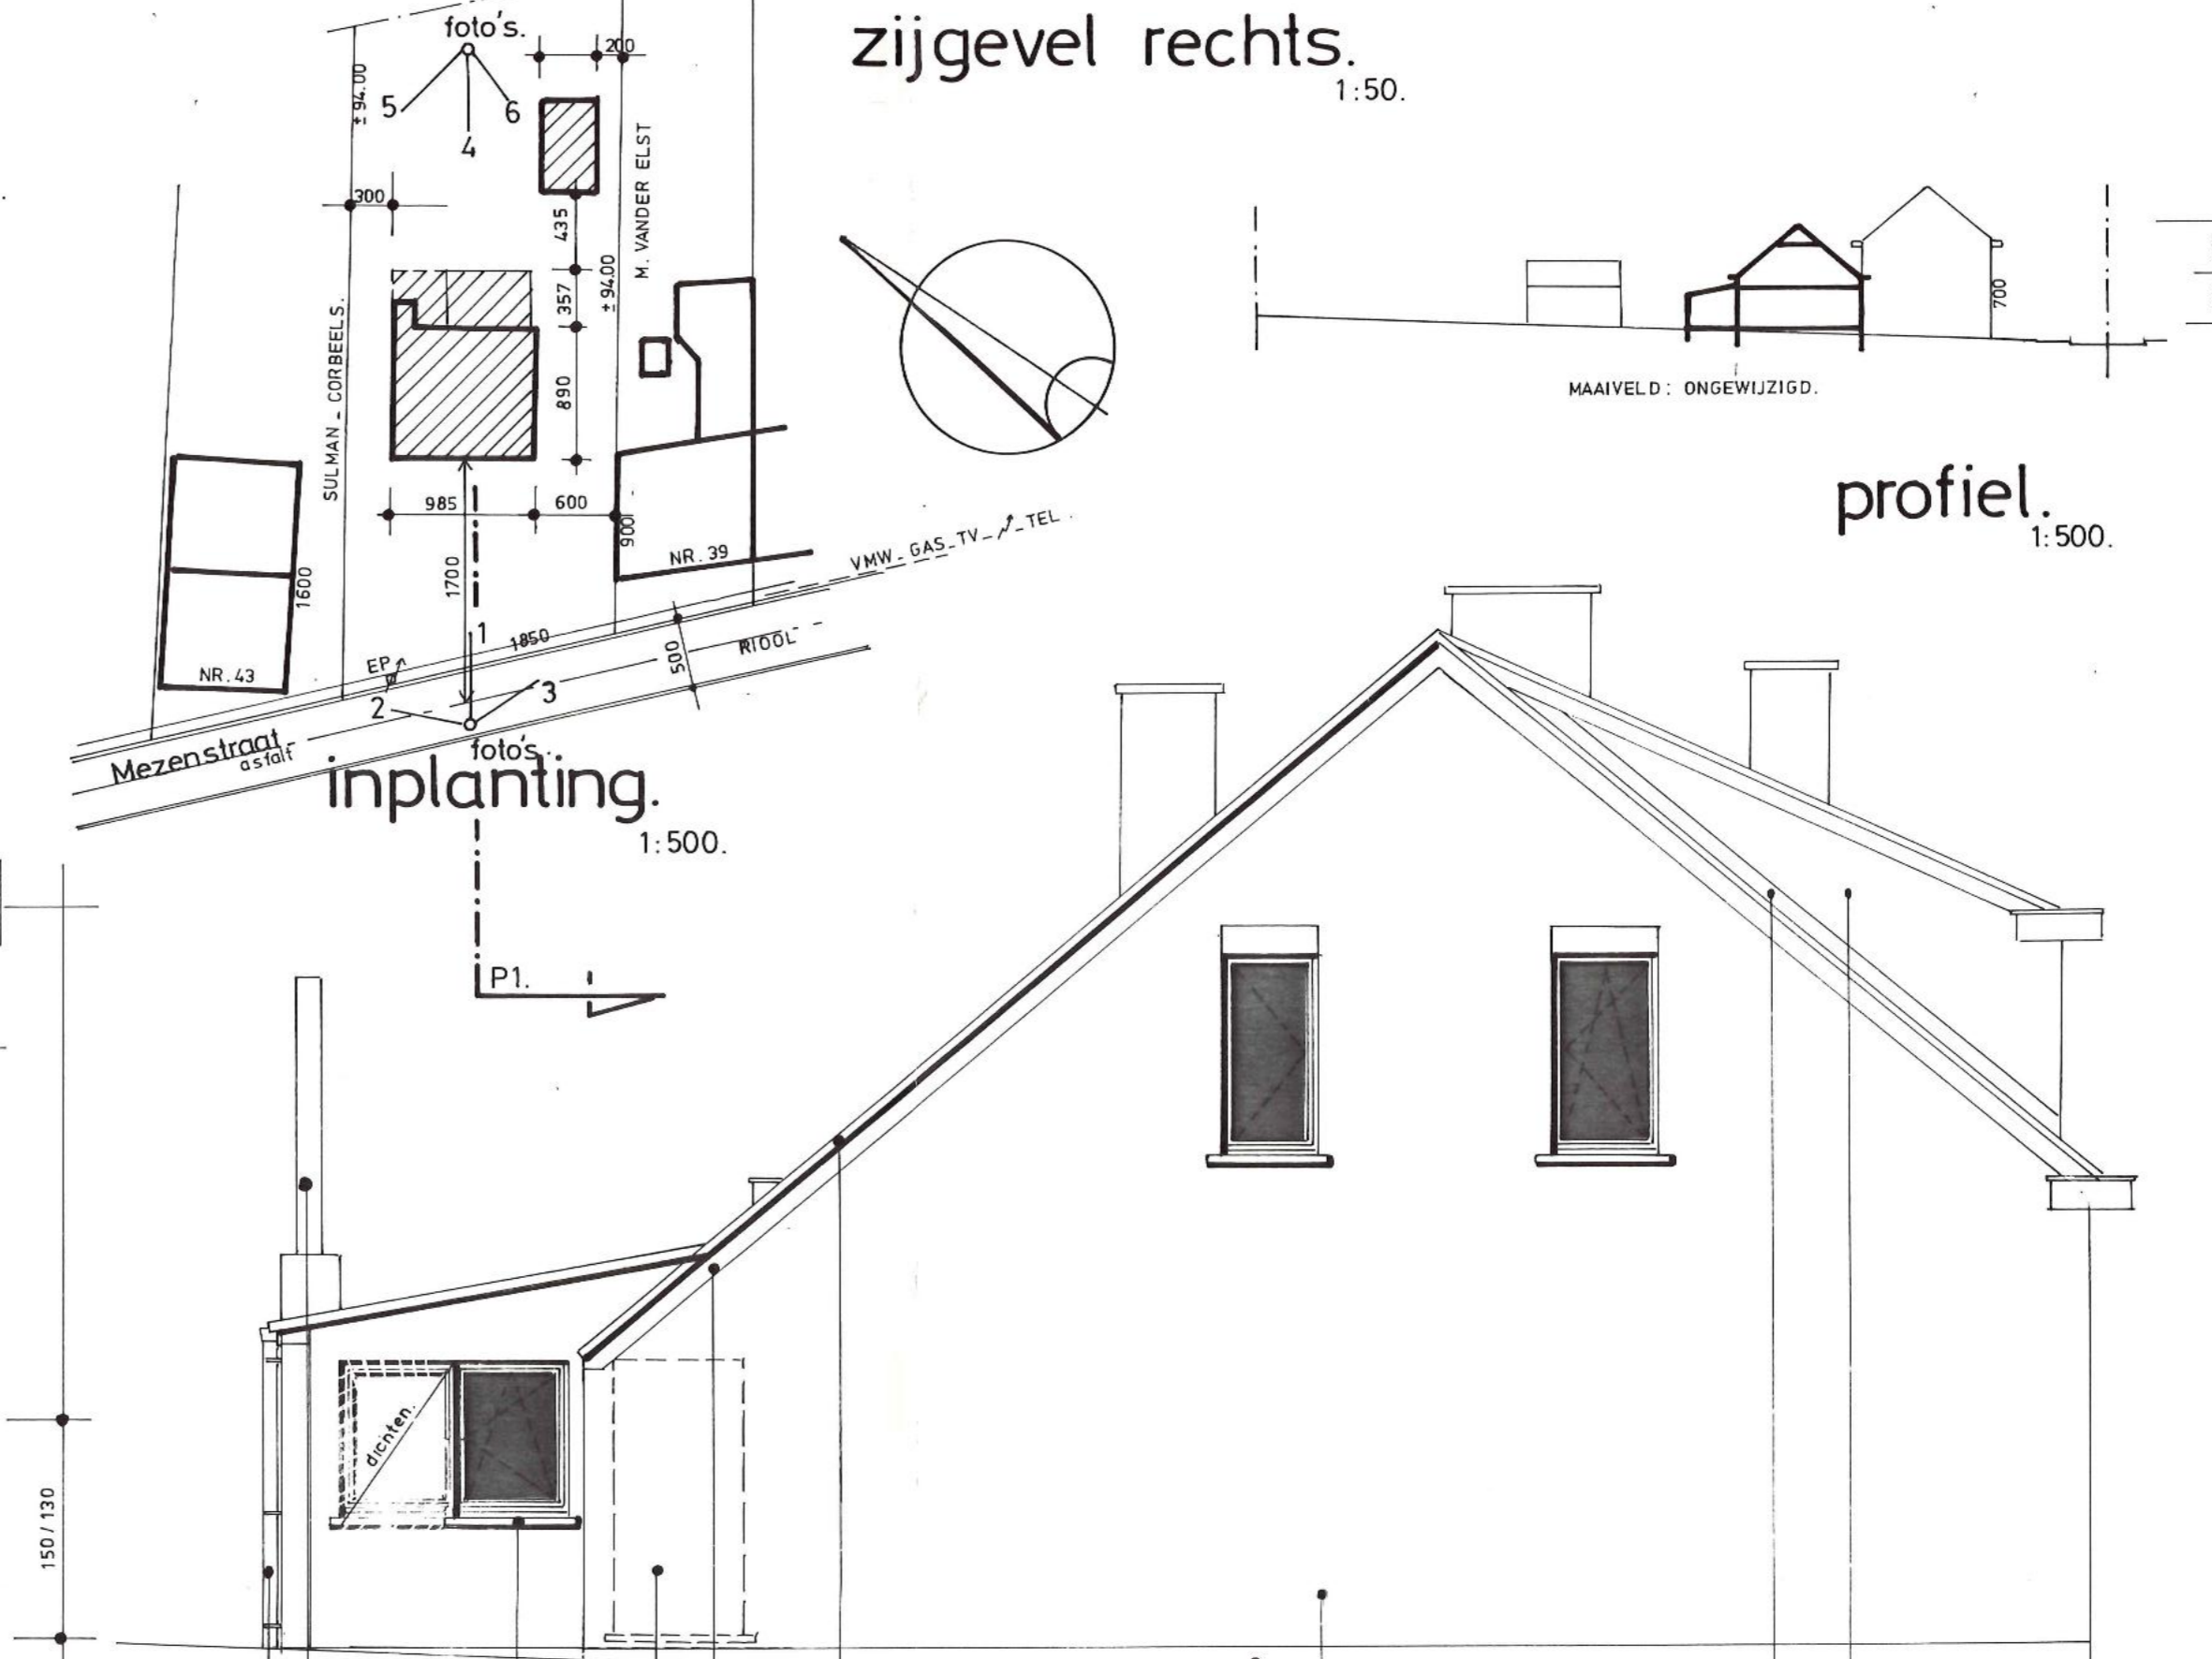 foto's.
200
zijgevel rechts.
1:50.
± 94.00
5
6
4
M. VANDER ELST
300
435
± 94.00
357
700
SULMAN - CORBEELS.
890
MAAIVELD: ONGEWIJZIGD.
985
600
900
profiel.
1:500.
VMW - GAS - TV - TEL.
NR. 39
1600
1700
1
1850
500
RIOOL
EP
NR. 43
2
3
Mezenstraat
asfalt
foto's.
inplanting.
1:500.
P1.
dichten.
150 / 130